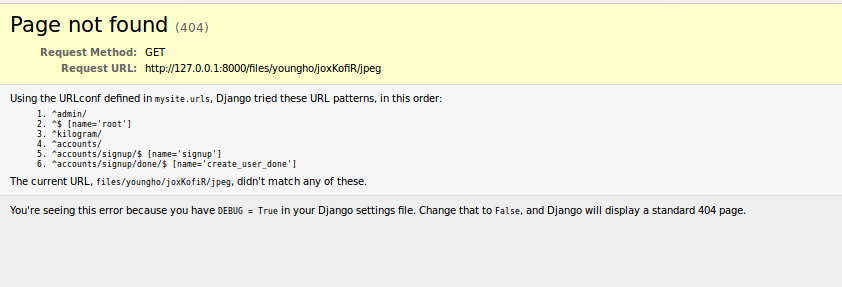 Page not found (404)
Request Method: GET
Request URL: http://127.0.0.1:8000/files/youngho/joxKofiR/jpeg
Using the URLconf defined in mysite.urls, Django tried these URL patterns, in this order:
1. ^admin/
2. ^$ [name='root']
3. ^kilogram/
4. ^accounts/
5. ^accounts/signup/$ [name='signup']
6. ^accounts/signup/done/$ [name='create_user_done']
The current URL, files/youngho/joxKofiR/jpeg, didn't match any of these.
You're seeing this error because you have DEBUG = True in your Django settings file. Change that to False, and Django will display a standard 404 page.